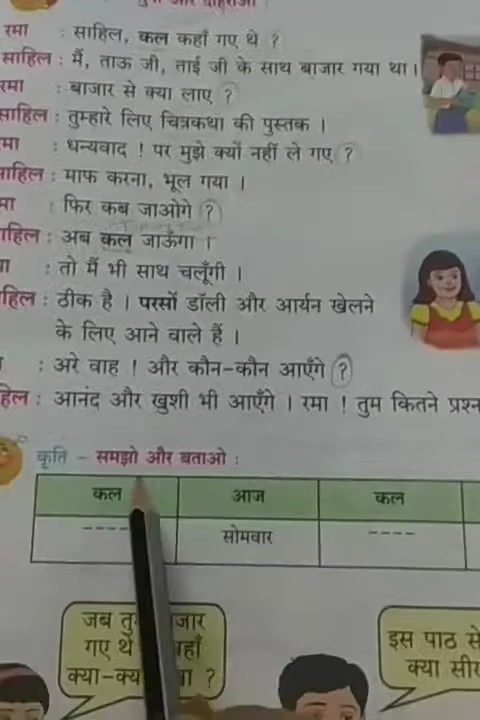 रमा : साहिल, कल कहाँ गए थे ?
साहिल : मैं, ताऊ जी, ताई जी के साथ बाजार गया था।
रमा : बाजार से क्या लाए ?
साहिल : तुम्हारे लिए चित्रकथा की पुस्तक ।
मा : धन्यवाद ! पर मुझे क्यों नहीं ले गए ?
साहिल : माफ करना, भूल गया ।
मा : फिर कब जाओगे ?
ाहिल : अब कल जाऊँगा ।
ा : तो मैं भी साथ चलूँगी ।
हिल : ठीक है । परसों डॉली और आर्यन खेलने
के लिए आने वाले हैं ।
: अरे वाह ! और कौन-कौन आएँगे ?
हिल : आनंद और खुशी भी आएँगे । रमा ! तुम कितने प्रश्न
कृति - समझो और बताओ :
कल आज कल
---- सोमवार ----
जब तु जार
गए थे हाँ
क्या-क्य ा ?
इस पाठ से
क्या सी